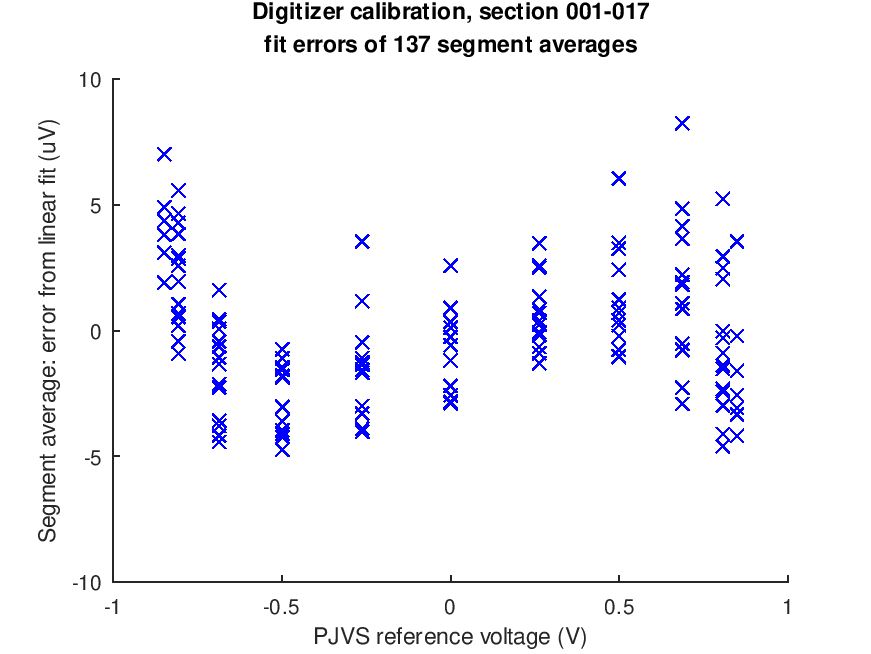 Digitizer calibration, section 001-017
fit errors of 137 segment averages
10
5
0
-5
-10
Segment average: error from linear fit (uV)
-1
-0.5
0
0.5
1
PJVS reference voltage (V)